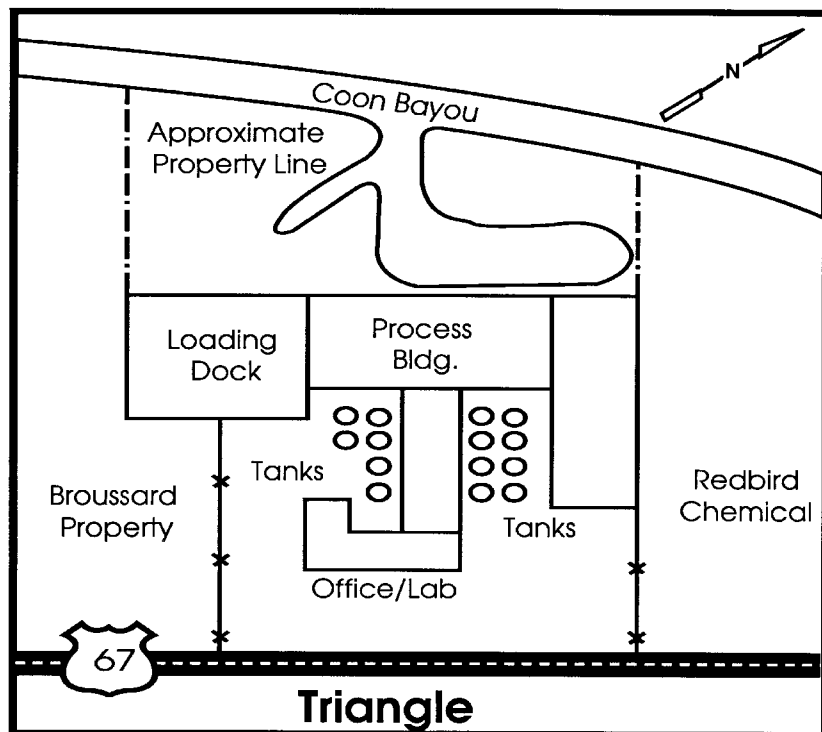 N
Coon Bayou
Approximate
Property Line
Loading
Dock
Process
Bldg.
Tanks
Broussard
Property
Redbird
Chemical
Tanks
Office/Lab
67
Triangle